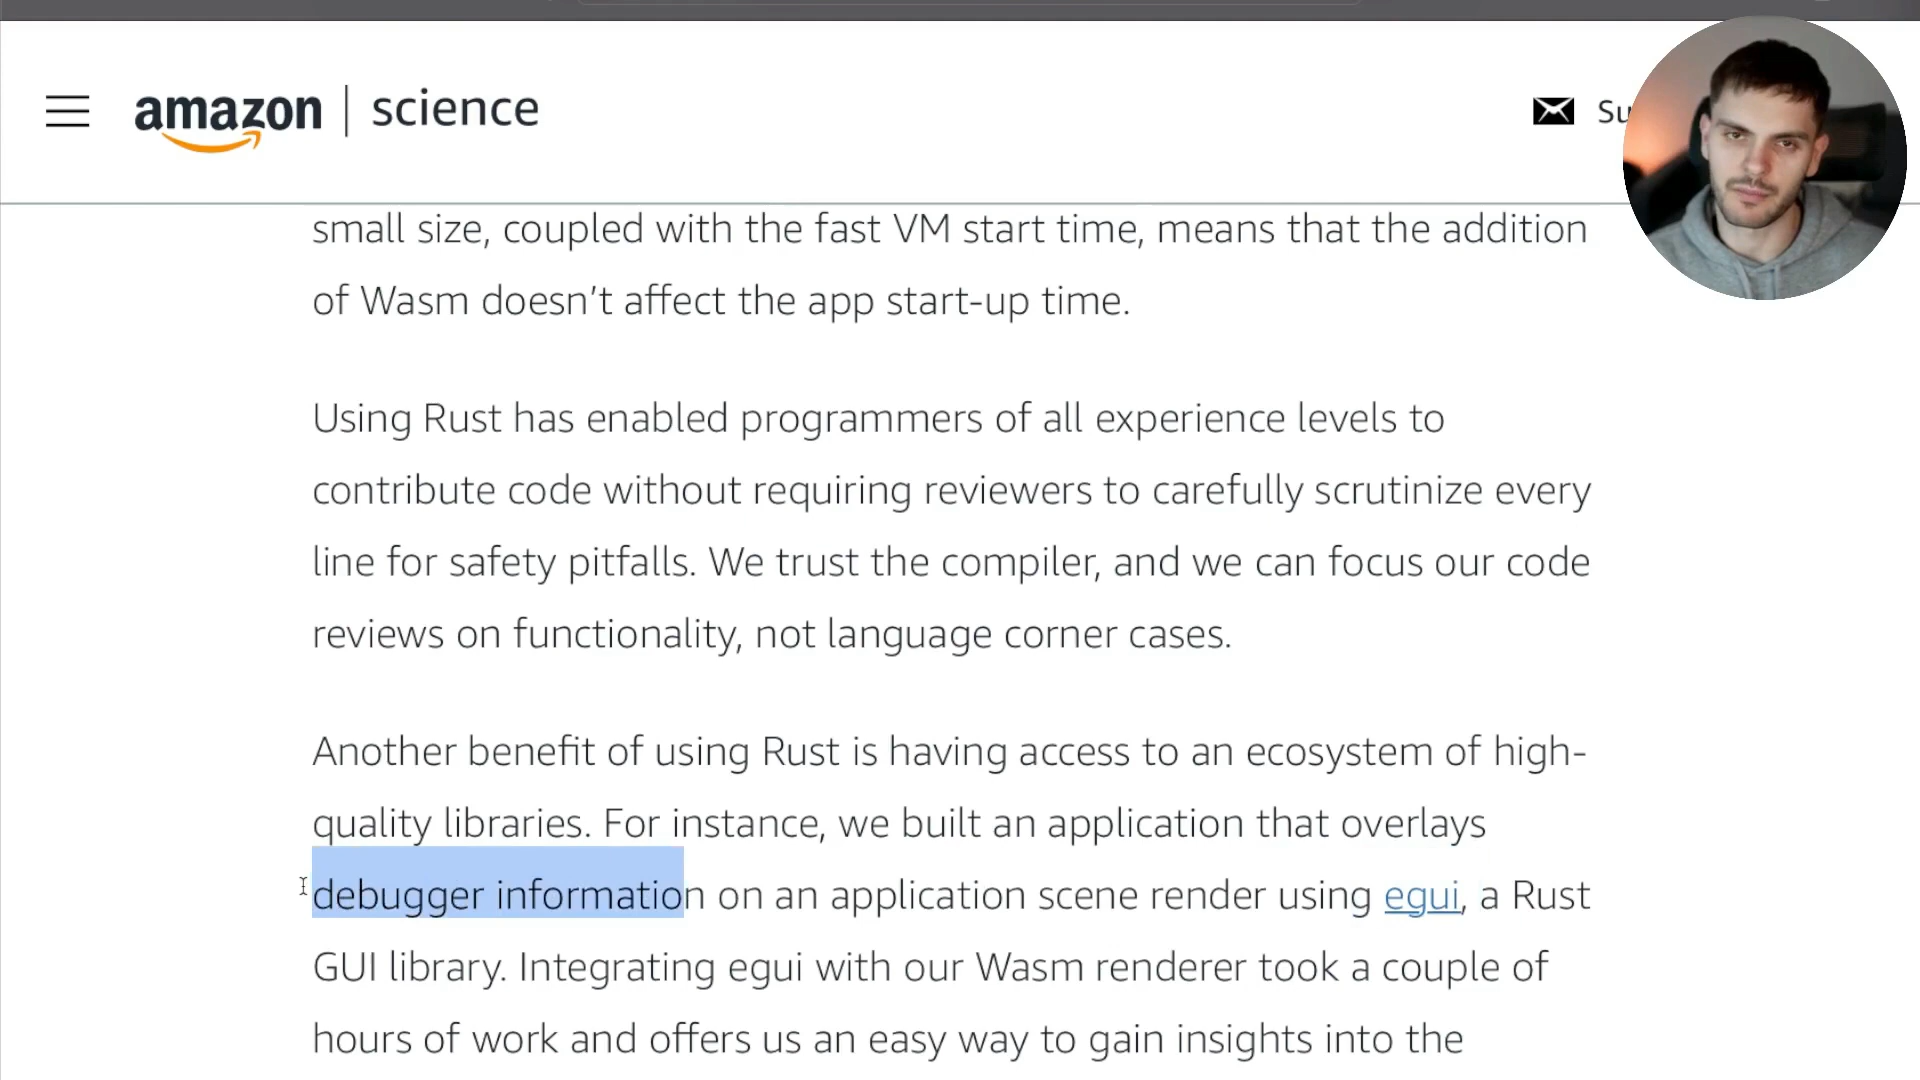 amazon | science
Su
small size, coupled with the fast VM start time, means that the addition
of Wasm doesn’t affect the app start-up time.
Using Rust has enabled programmers of all experience levels to
contribute code without requiring reviewers to carefully scrutinize every
line for safety pitfalls. We trust the compiler, and we can focus our code
reviews on functionality, not language corner cases.
Another benefit of using Rust is having access to an ecosystem of high-
quality libraries. For instance, we built an application that overlays
debugger information on an application scene render using egui, a Rust
GUI library. Integrating egui with our Wasm renderer took a couple of
hours of work and offers us an easy way to gain insights into the